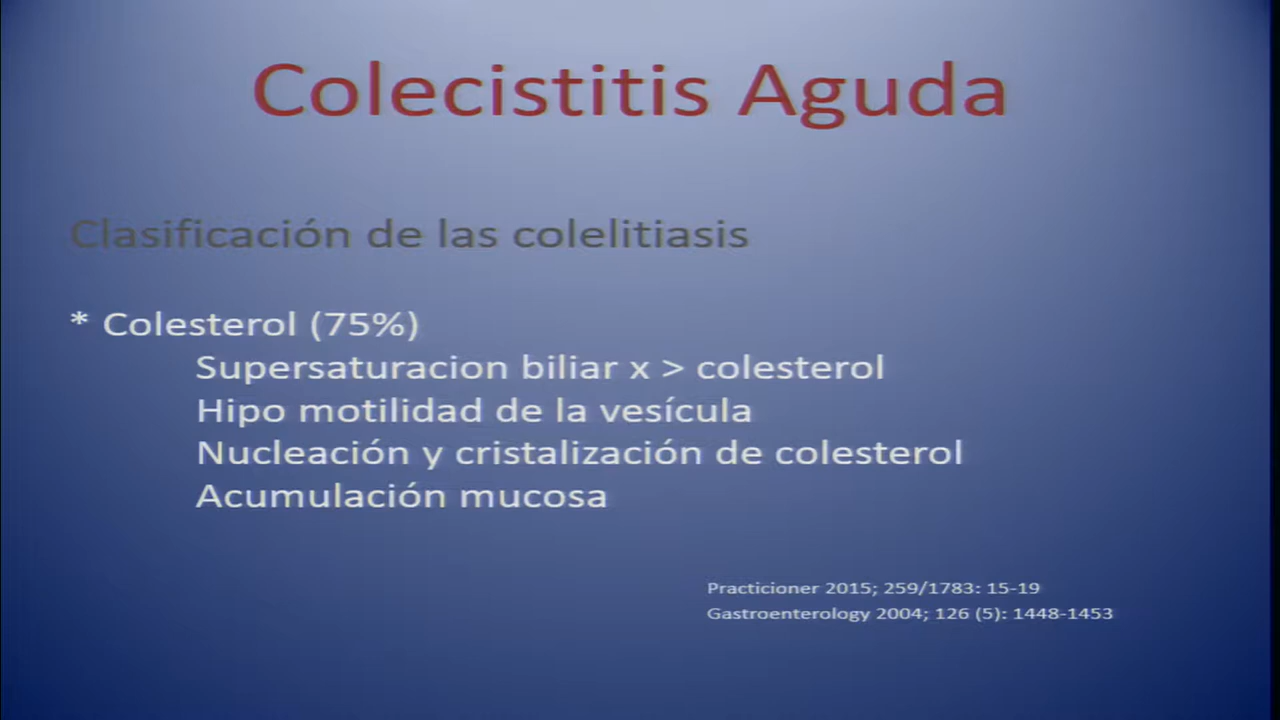 Colecistitis Aguda
Clasificación de las colelitiasis
* Colesterol (75%)
Supersaturacion biliar x > colesterol
Hipo motilidad de la vesícula
Nucleación y cristalización de colesterol
Acumulación mucosa
Practicioner 2015; 259/1783: 15-19
Gastroenterology 2004; 126 (5): 1448-1453